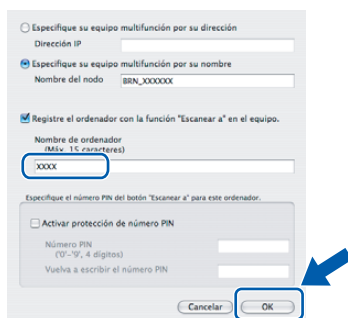 Especifique su equipo multifunción por su dirección
Dirección IP
Especifique su equipo multifunción por su nombre
Nombre del nodo
BRN_XXXXXX
Registre el ordenador con la función "Escanear a" en el equipo.
Nombre de ordenador
(Máx. 15 caracteres)
XXXX
Especifique el número PIN del botón "Escanear a" para este ordenador.
Activar protección de número PIN
Número PIN
('0'-'9', 4 dígitos)
Vuelva a escribir el número PIN
Cancelar
OK